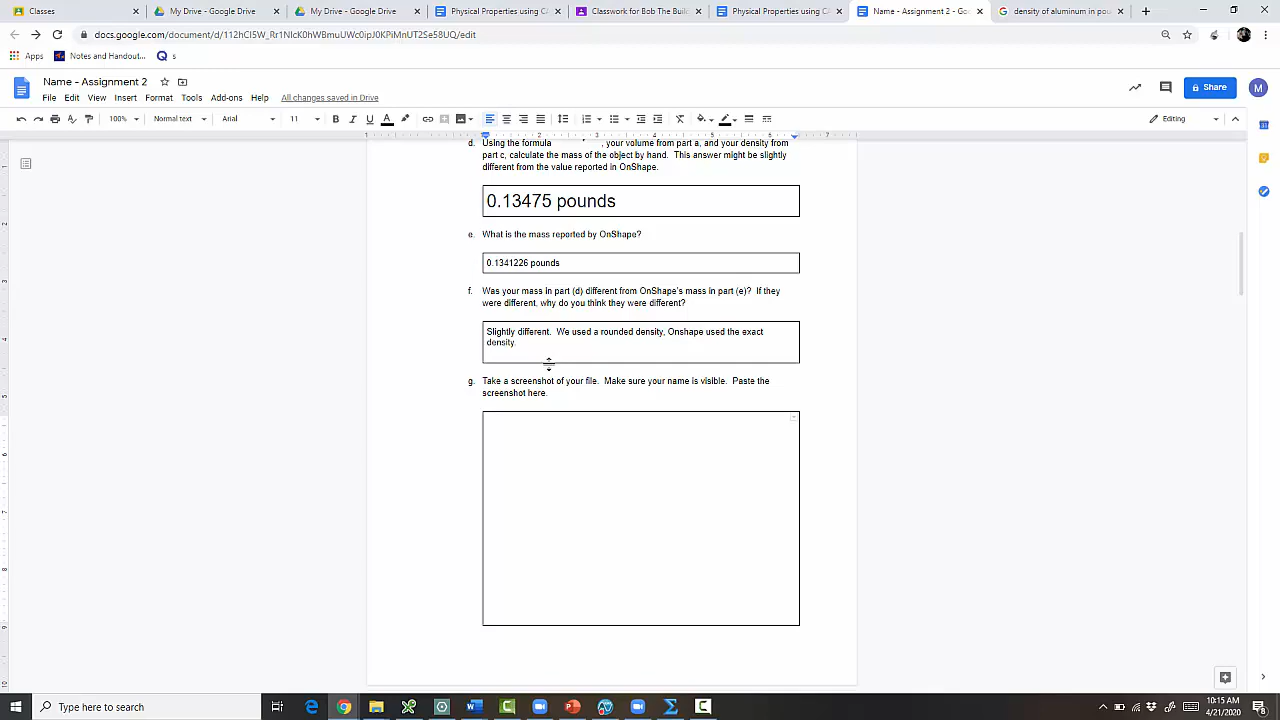 Classes
My Drive - Google Drive
My Drive - Google Drive
Physical Properties using C
Classwork for Bob The Buil
Physical Properties using C
Name - Assignment 2 - Go
density of aluminum in pou
docs.google.com/document/d/112hCI5W_Rr1NIcK0hWBmuUWc0ipJ0KPiMnUT2Se58UQ/edit
Apps
Notes and Handout...
s
Name - Assignment 2
File Edit View Insert Format Tools Add-ons Help All changes saved in Drive
Share
M
100% Normal text Arial 11 B I U A Editing
d. Using the formula , your volume from part a, and your density from
part c, calculate the mass of the object by hand. This answer might be slightly
different from the value reported in OnShape.
0.13475 pounds
e. What is the mass reported by OnShape?
0.1341226 pounds
f. Was your mass in part (d) different from OnShape's mass in part (e)? If they
were different, why do you think they were different?
Slightly different. We used a rounded density, Onshape used the exact
density.
g. Take a screenshot of your file. Make sure your name is visible. Paste the
screenshot here.
Type here to search
10:15 AM
4/21/2020